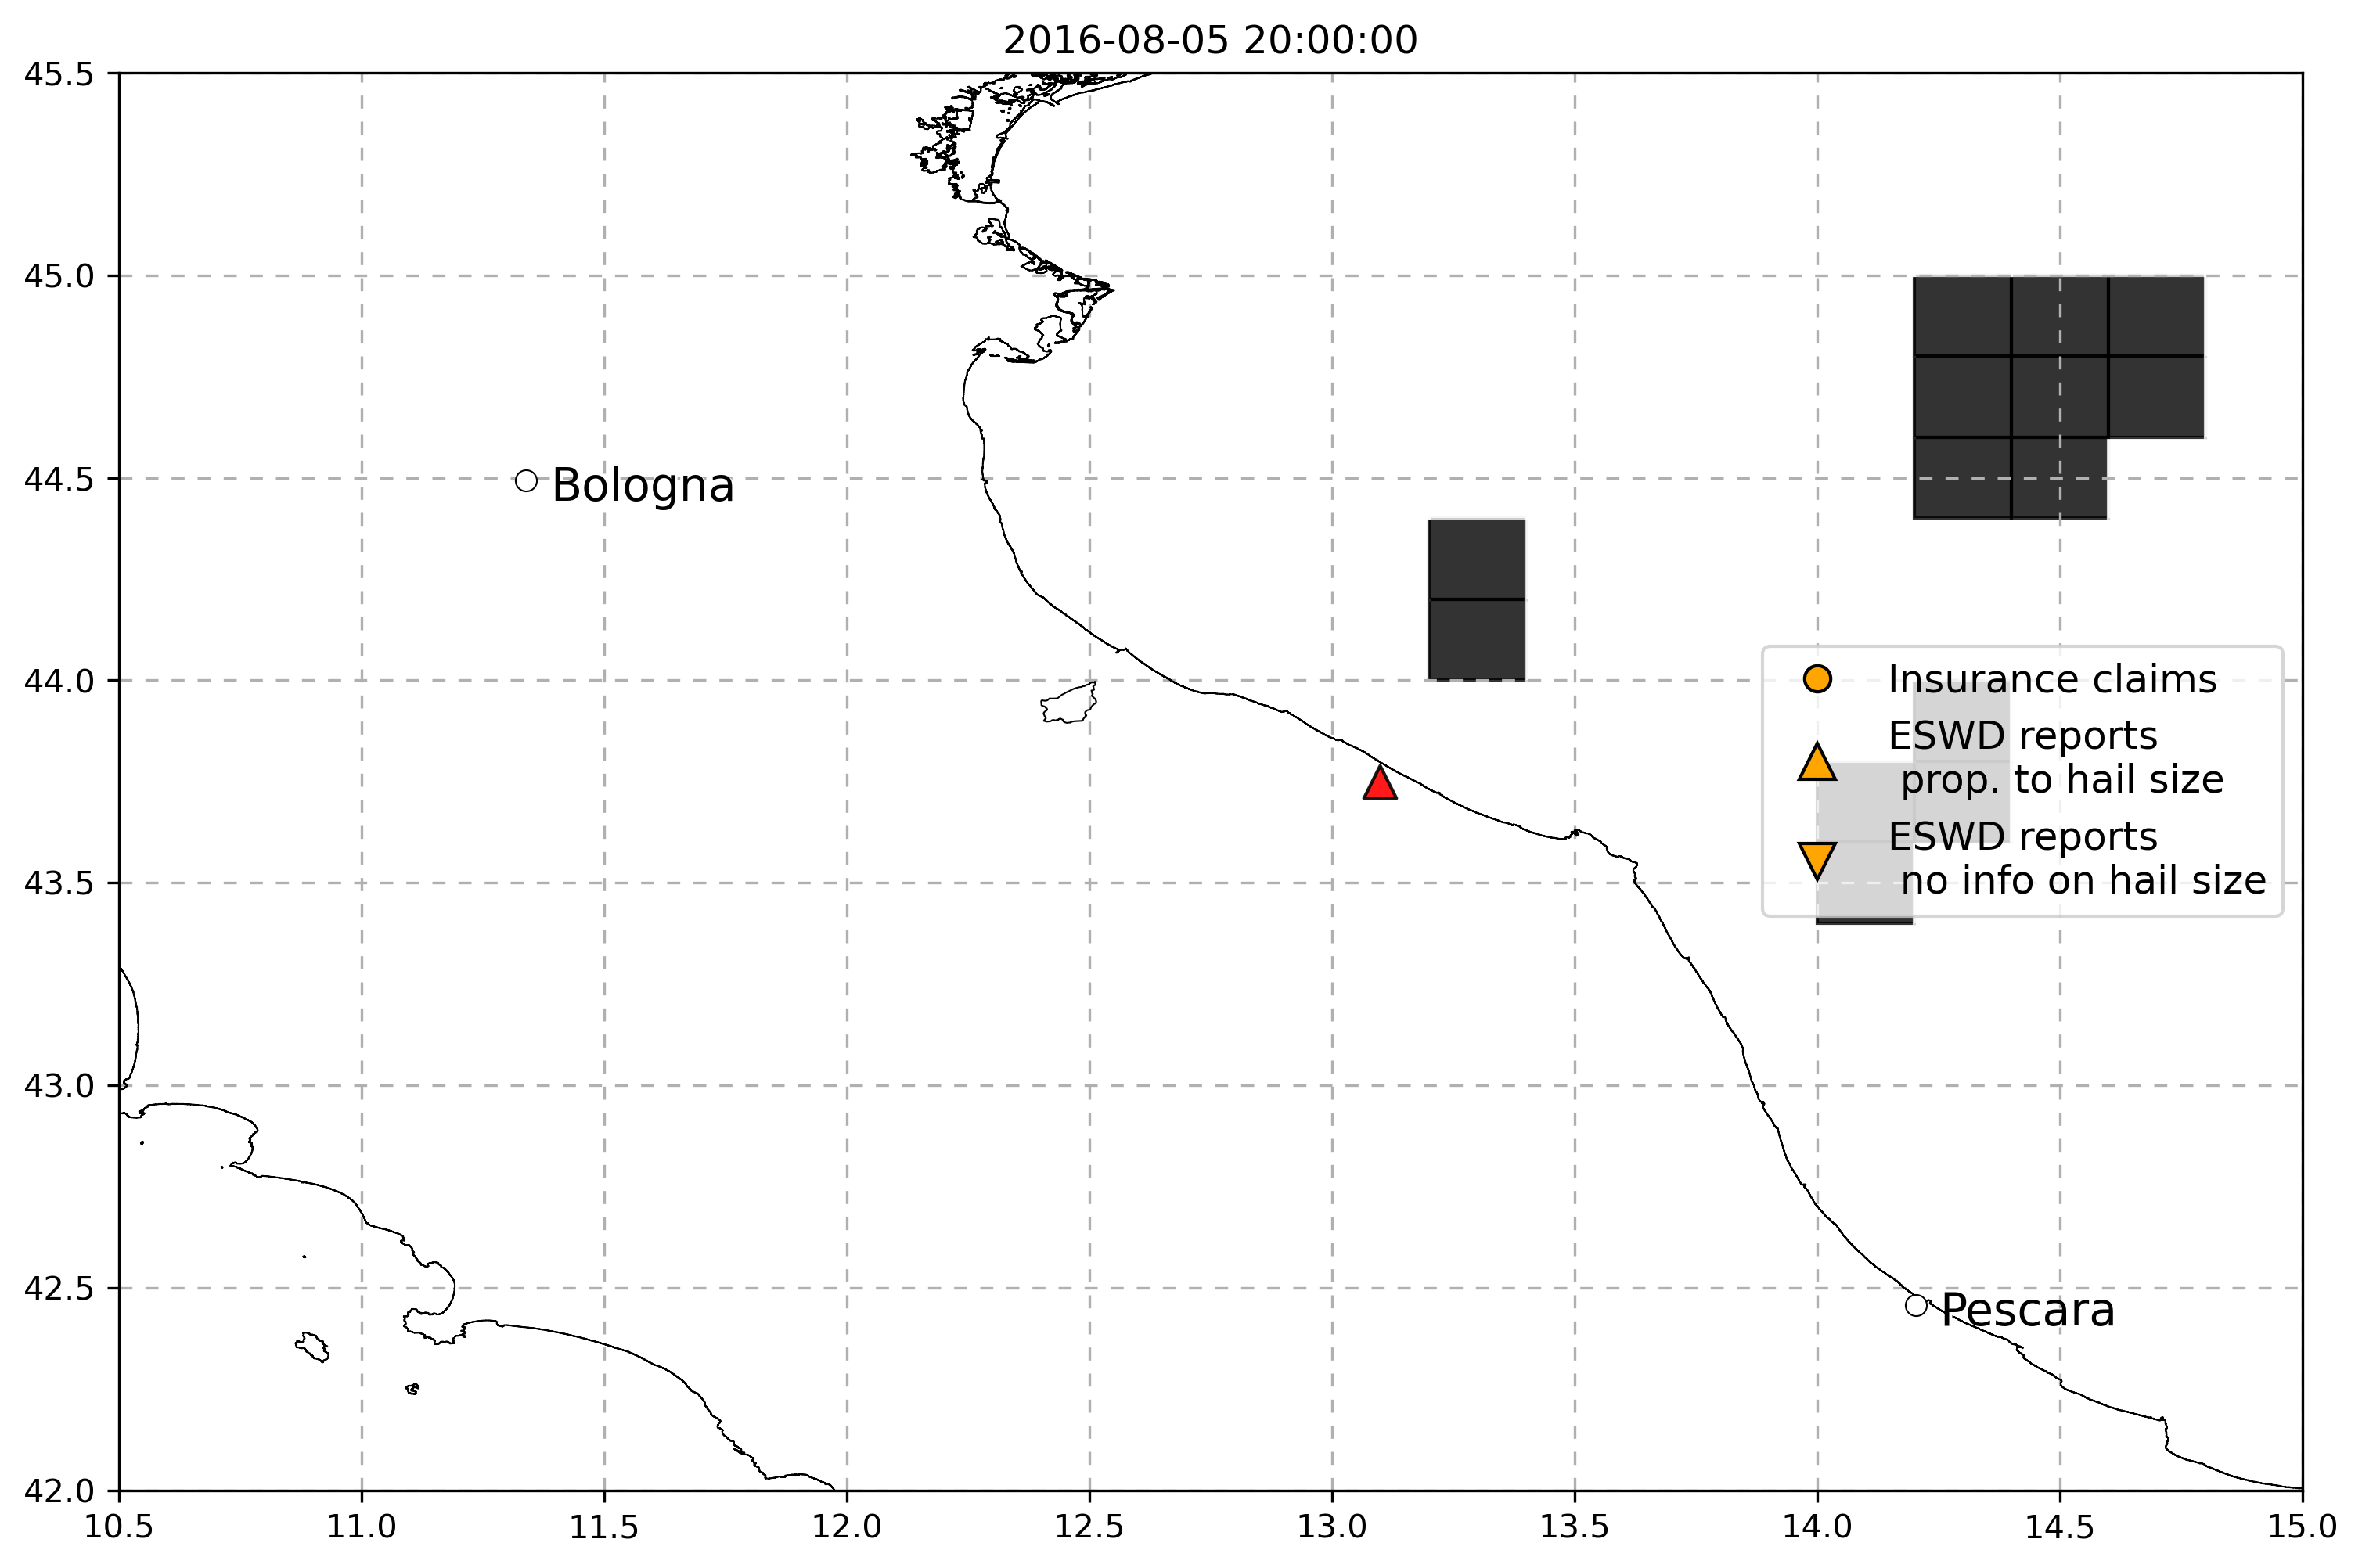 2016-08-05 20:00:00
45.5
45.0
44.5
44.0
43.5
43.0
42.5
42.0
Bologna
Insurance claims
ESWD reports
prop. to hail size
ESWD reports
no info on hail size
Pescara
10.5 11.0 11.5 12.0 12.5 13.0 13.5 14.0 14.5 15.0